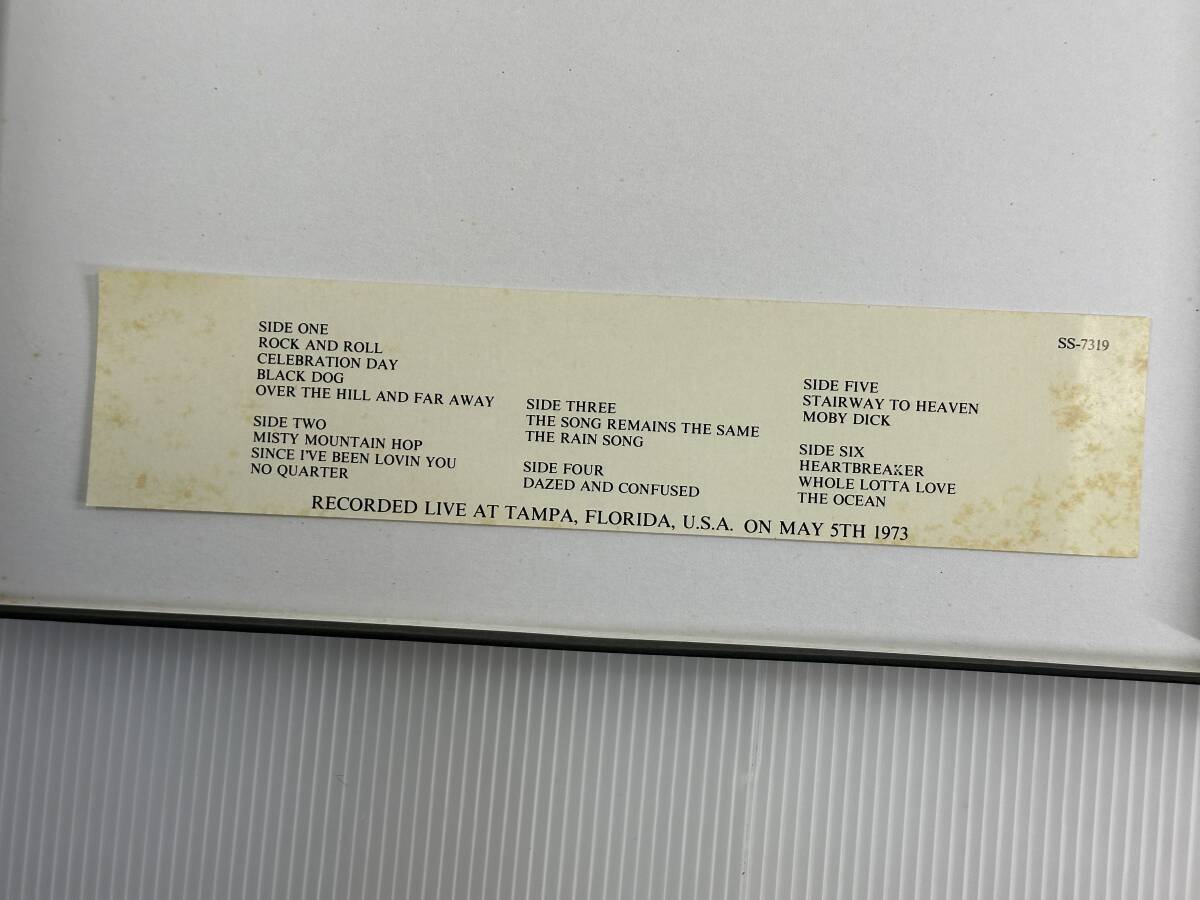 SIDE ONE
ROCK AND ROLL
CELEBRATION DAY
BLACK DOG
OVER THE HILL AND FAR AWAY
SIDE TWO
MISTY MOUNTAIN HOP
SINCE I'VE BEEN LOVIN YOU
NO QUARTER
SIDE THREE
THE SONG REMAINS THE SAME
THE RAIN SONG
SIDE FOUR
DAZED AND CONFUSED
SS-7319
SIDE FIVE
STAIRWAY TO HEAVEN
MOBY DICK
SIDE SIX
HEARTBREAKER
WHOLE LOTTA LOVE
THE OCEAN
RECORDED LIVE AT TAMPA, FLORIDA, U.S.A. ON MAY 5TH 1973